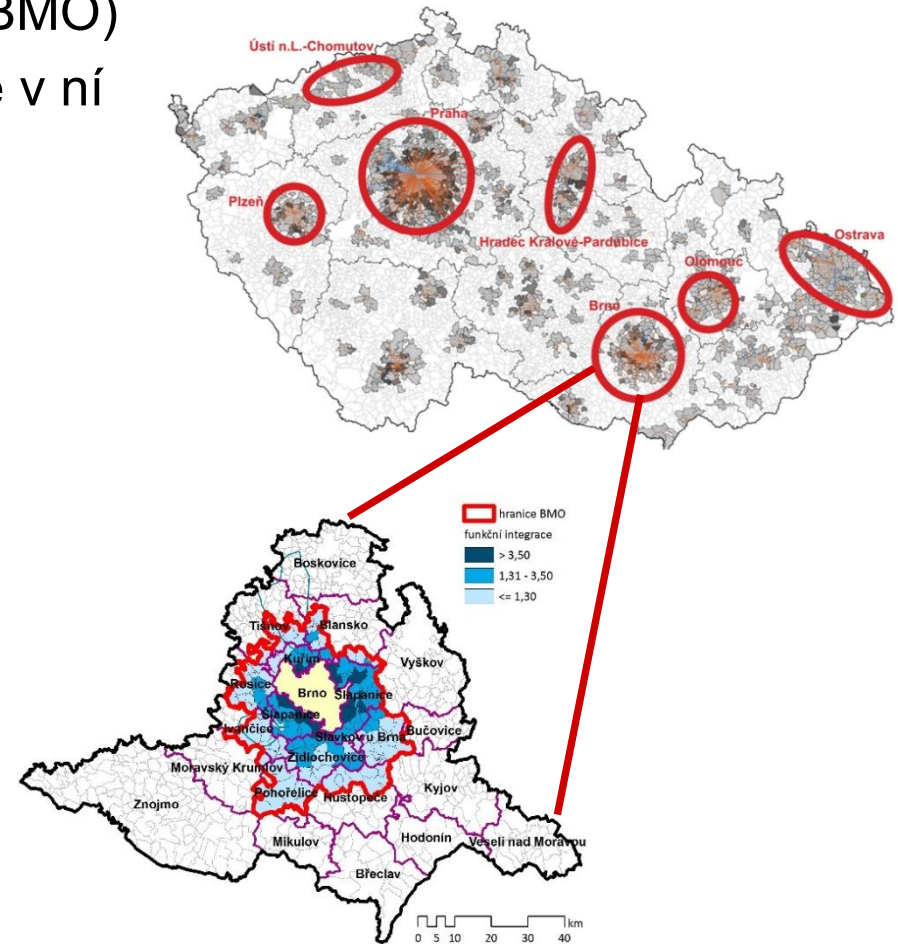 BMO)
v ní
Ústí n.L.-Chomutov
Praha
Plzeň
Hradec Králové-Pardubice
Ostrava
Olomouc
Brno
hranice BMO
funkční integrace
> 3,50
1,31 - 3,50
<= 1,30
Boskovice
Tišnov
Blansko
Kuřim
Vyškov
Rosice
Brno
Šlapanice
Šlapanice
Ivančice
Slavkov u Brna
Bučovice
Židlochovice
Moravský Krumlov
Pohořelice
Hustopeče
Kyjov
Znojmo
Mikulov
Hodonín
Veselí nad Moravou
Břeclav
km
0 5 10 20 30 40